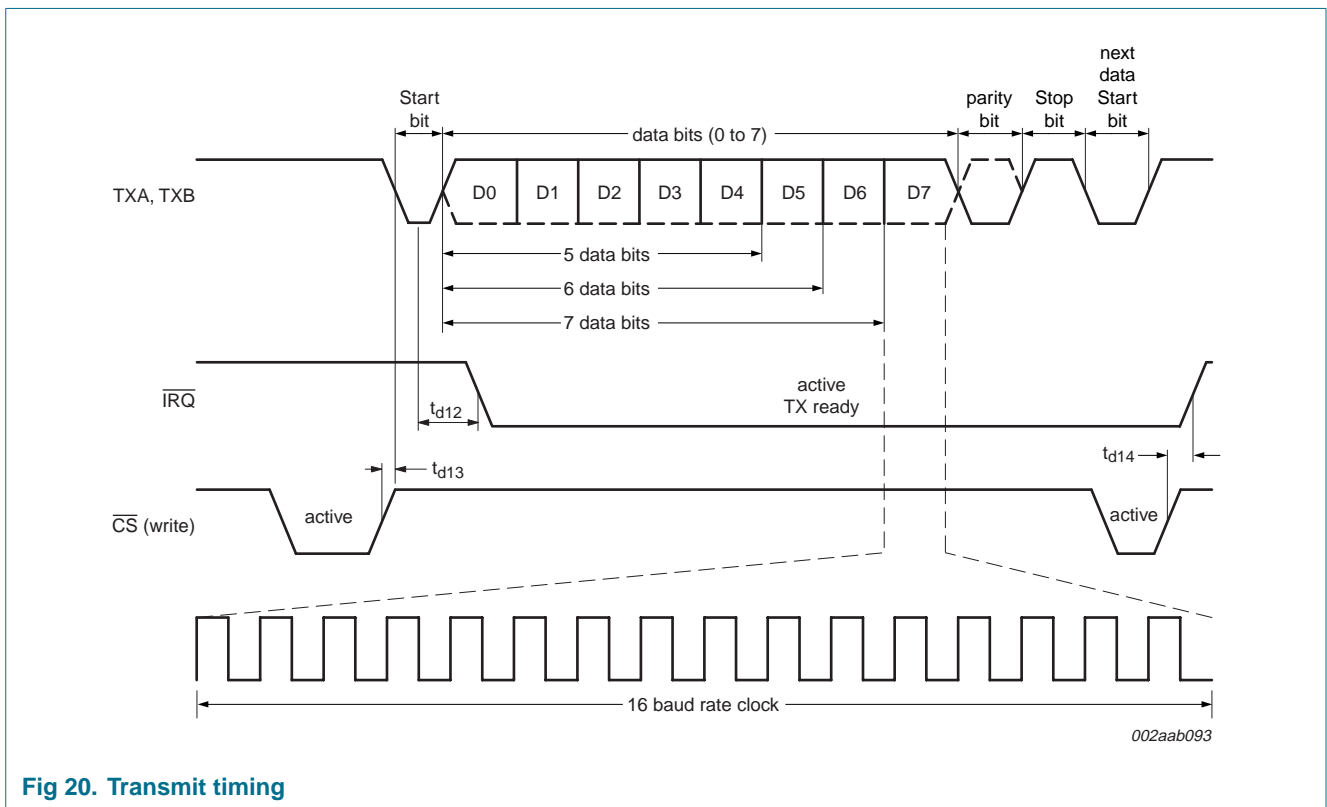 next
data
Start
bit
Start
bit
parity
bit
Stop
bit
data bits (0 to 7)
TXA, TXB
D0 D1 D2 D3 D4 D5 D6 D7
5 data bits
6 data bits
7 data bits
IRQ
active
TX ready
td12
td13
td14
CS (write)
active
active
16 baud rate clock
002aab093
Fig 20. Transmit timing